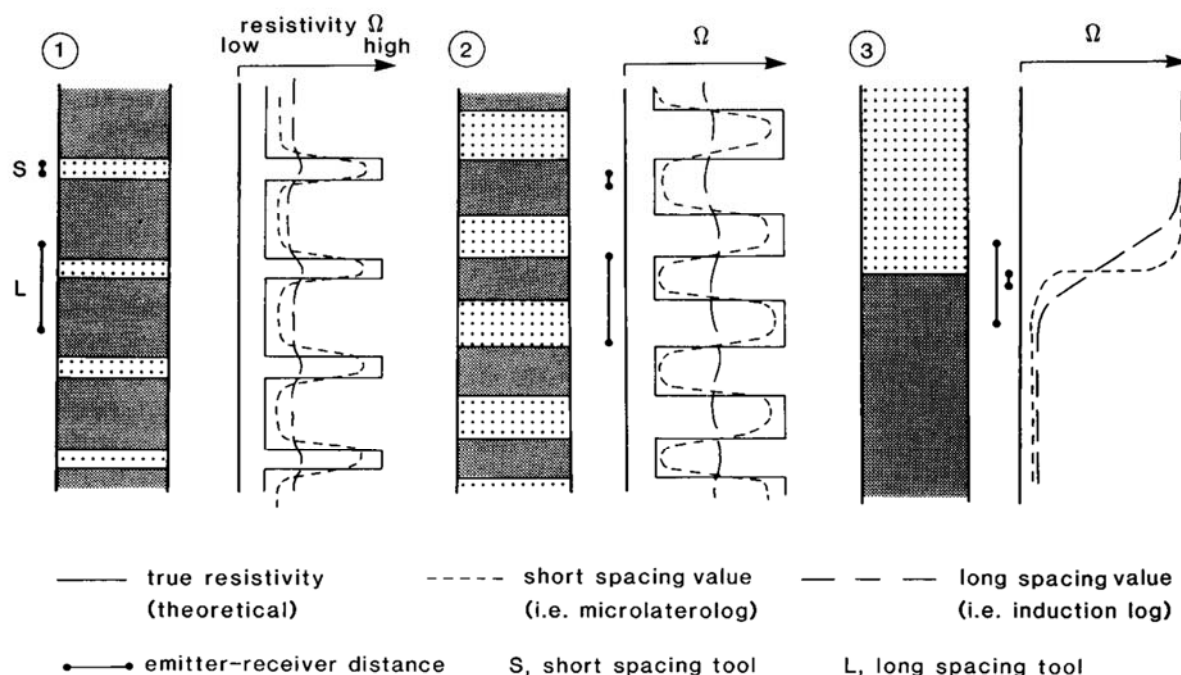 resistivity Ω
low high
1
2
Ω
3
Ω
S
L
true resistivity
(theoretical)
short spacing value
(i.e. microlaterolog)
long spacing value
(i.e. induction log)
emitter-receiver distance
S, short spacing tool
L, long spacing tool